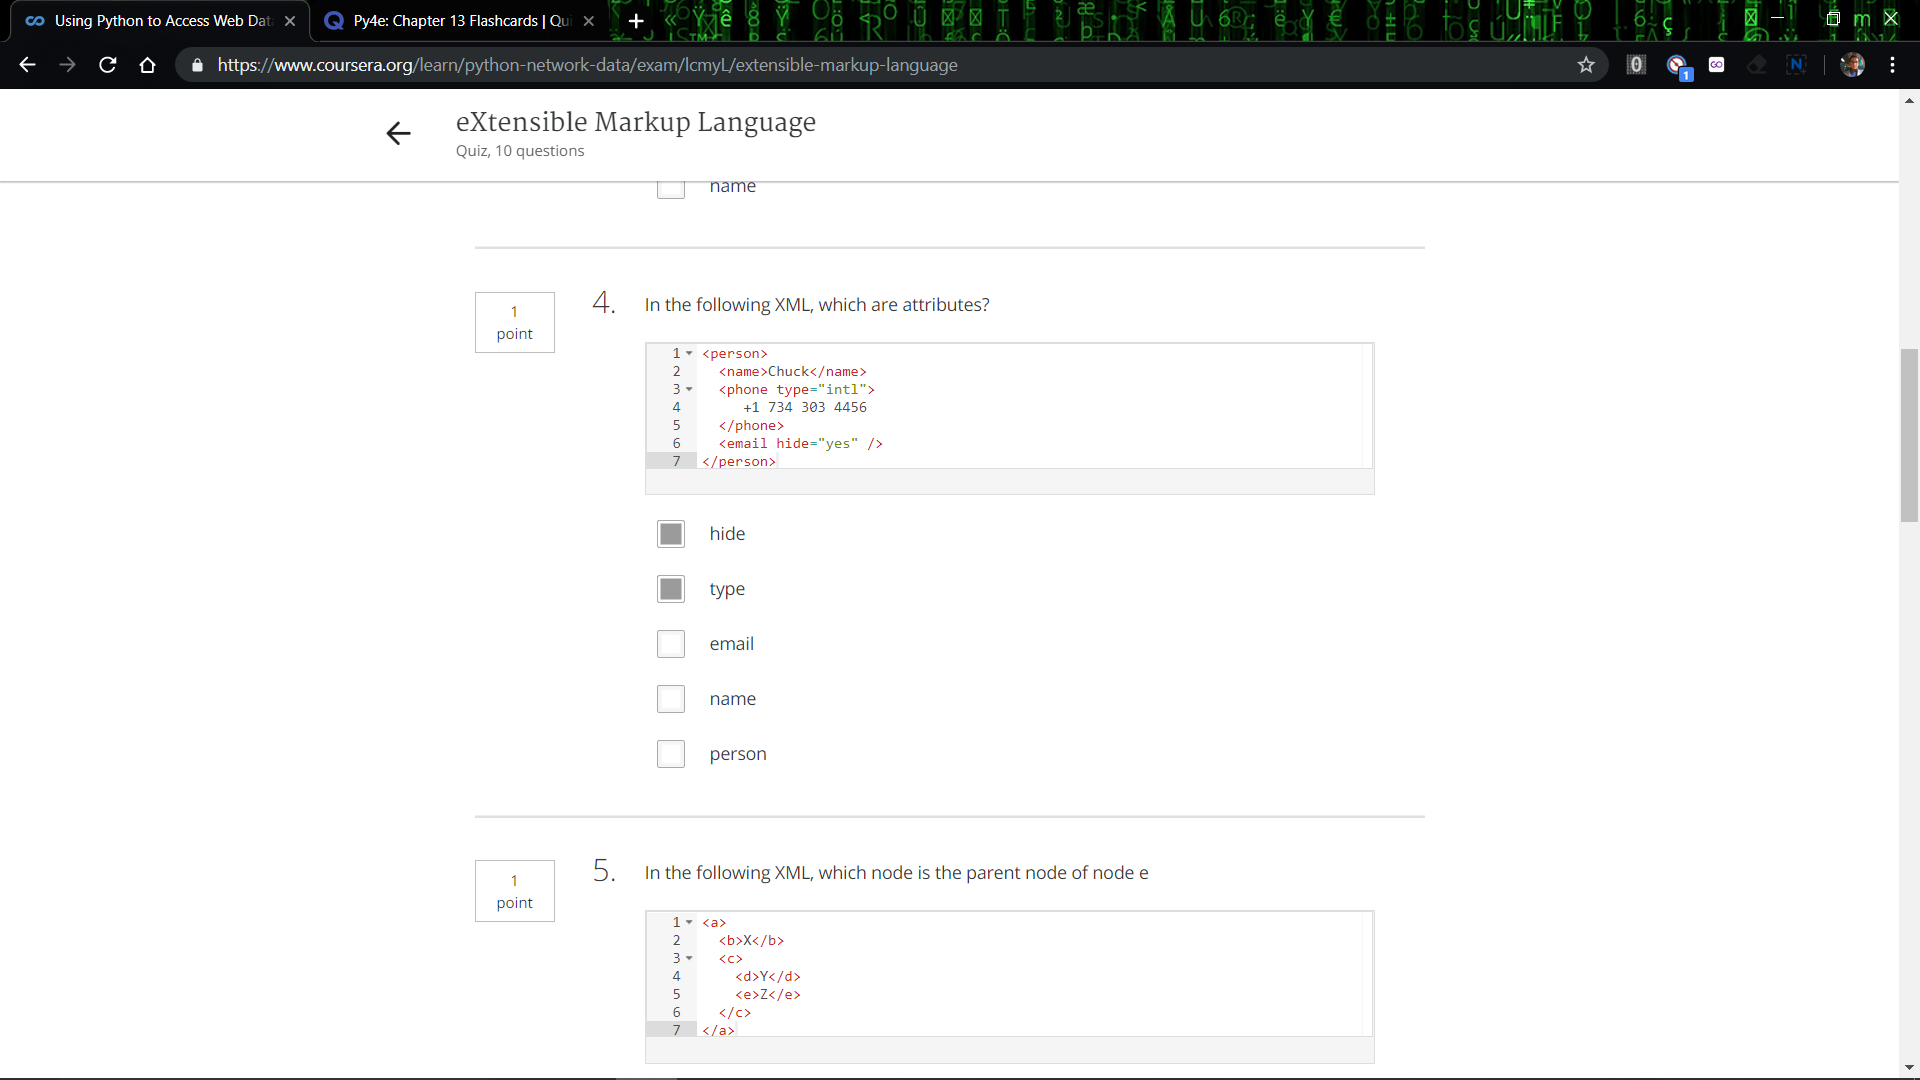 Using Python to Access Web Dat
Py4e: Chapter 13 Flashcards | Qui
https://www.coursera.org/learn/python-network-data/exam/lcmyL/extensible-markup-language
1
eXtensible Markup Language
Quiz, 10 questions
name
1
point
4.
In the following XML, which are attributes?
1 <person>
2 <name>Chuck</name>
3 <phone type="intl">
4 +1 734 303 4456
5 </phone>
6 <email hide="yes" />
7 </person>
hide
type
email
name
person
1
point
5.
In the following XML, which node is the parent node of node e
1 <a>
2 <b>X</b>
3 <c>
4 <d>Y</d>
5 <e>Z</e>
6 </c>
7 </a>